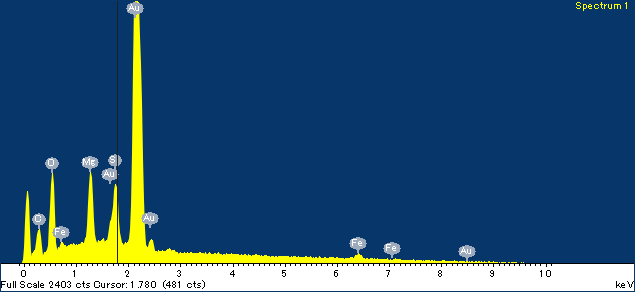 Spectrum 1
Au
O Mg S
Au
C Fe Au Fe Fe Au
0 1 2 3 4 5 6 7 8 9 10
Full Scale 2403 cts Cursor: 1.780 (481 cts) keV